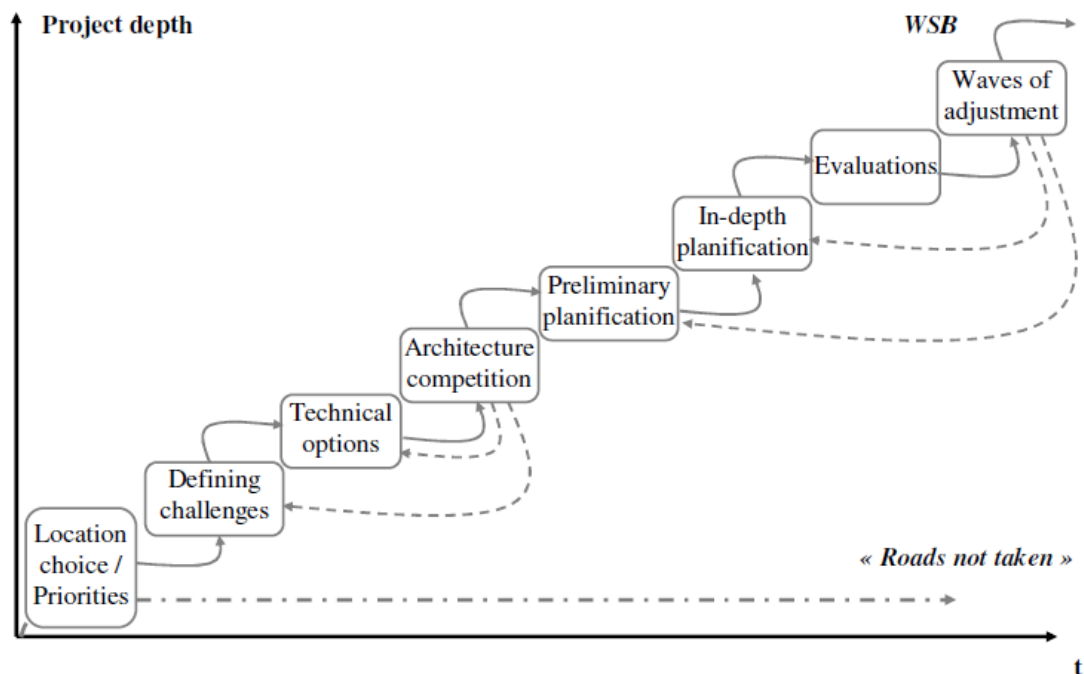 Project depth
WSB
Waves of
adjustment
Evaluations
In-depth
planification
Preliminary
planification
Architecture
competition
Technical
options
Defining
challenges
Location
choice /
Priorities
« Roads not taken »
t